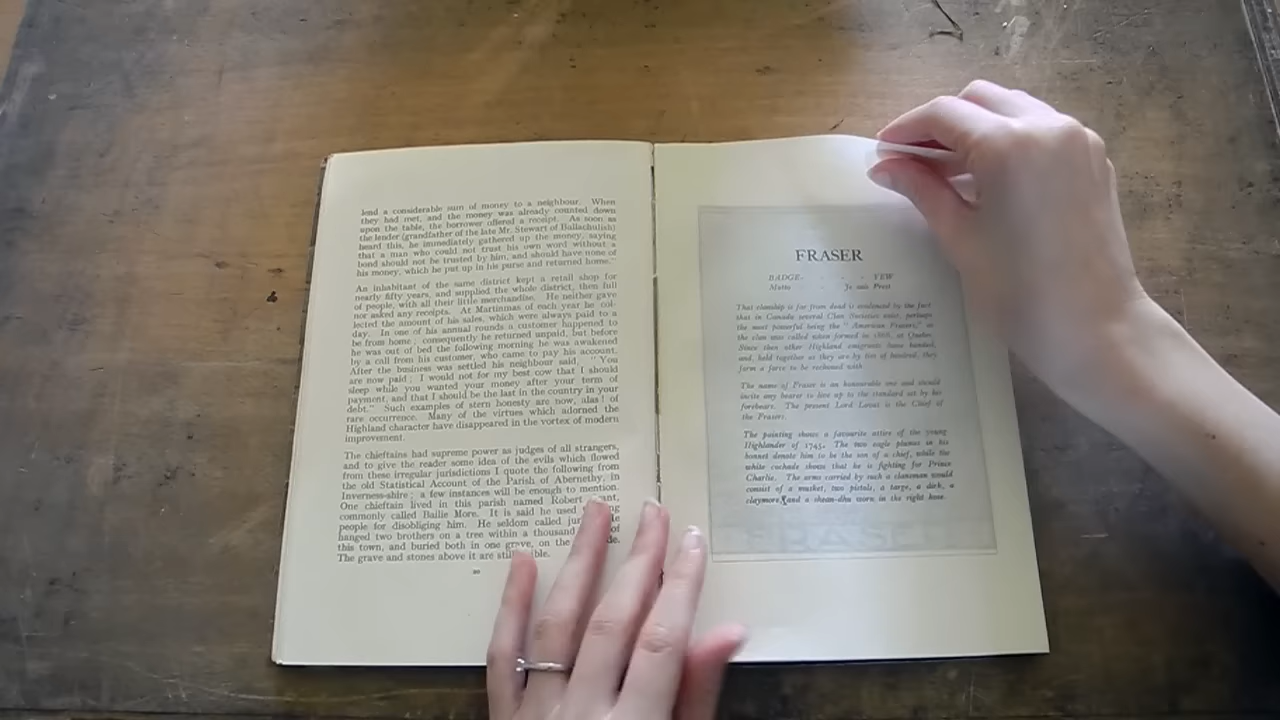 lend a considerable sum of money to a neighbour. When
they had met, and the money was already counted down
upon the table, the borrower offered a receipt. As soon as
the lender (grandfather of the late Mr. Stewart of Ballachulish)
heard this, he immediately gathered up the money, saying
that a man who could not trust his own word without a
bond should not be trusted by him, and should have none of
his money, which he put up in his purse and returned home."
An inhabitant of the same district kept a retail shop for
nearly fifty years, and supplied the whole district, then full
of people, with all their little merchandise. He neither gave
nor asked any receipts. At Martinmas of each year he col-
lected the amount of his sales, which were always paid to a
day. In one of his annual rounds a customer happened to
be from home; consequently he returned unpaid, but before
he was out of bed the following morning he was awakened
by a call from his customer, who came to pay his account.
After the business was settled his neighbour said, "You
are now paid; I would not for my best cow that I should
sleep while you wanted your money after your term of
payment, and that I should be the last in the country in your
debt." Such examples of stern honesty are now, alas! of
rare occurrence. Many of the virtues which adorned the
Highland character have disappeared in the vortex of modern
improvement.
The chieftains had supreme power as judges of all strangers,
and to give the reader some idea of the evils which flowed
from these irregular jurisdictions I quote the following from
the old Statistical Account of the Parish of Abernethy, in
Inverness-shire; a few instances will be enough to mention.
One chieftain lived in this parish named Robert
commonly called Bailie More. It is said he used
people for disobliging him. He seldom called
hanged two brothers on a tree within a thousand of
this town, and buried both in one grave, on the
The grave and stones above it are still
FRASER
BADGE - - - - YEW
Motto - - Je suis Prest
That clanship is far from dead is evidenced by the fact
that in Canada several Clan Societies exist, perhaps
the most powerful being the "American Frasers," as
the clan was called when formed in 1868, at Quebec.
Since then other Highland emigrants have banded,
and, held together as they are by ties of kindred, they
form a force to be reckoned with
The name of Fraser is an honourable one and should
incite any bearer to live up to the standard set by his
forebears. The present Lord Lovat is the Chief of
the Frasers.
The painting shows a favourite attire of the young
Highlander of 1745. The two eagle plumes in his
bonnet denote him to be the son of a chief, while the
white cockade shows that he is fighting for Prince
Charlie. The arms carried by such a clansman would
consist of a musket, two pistols, a targe, a dirk, a
claymore, and a skean-dhu worn in the right hose.